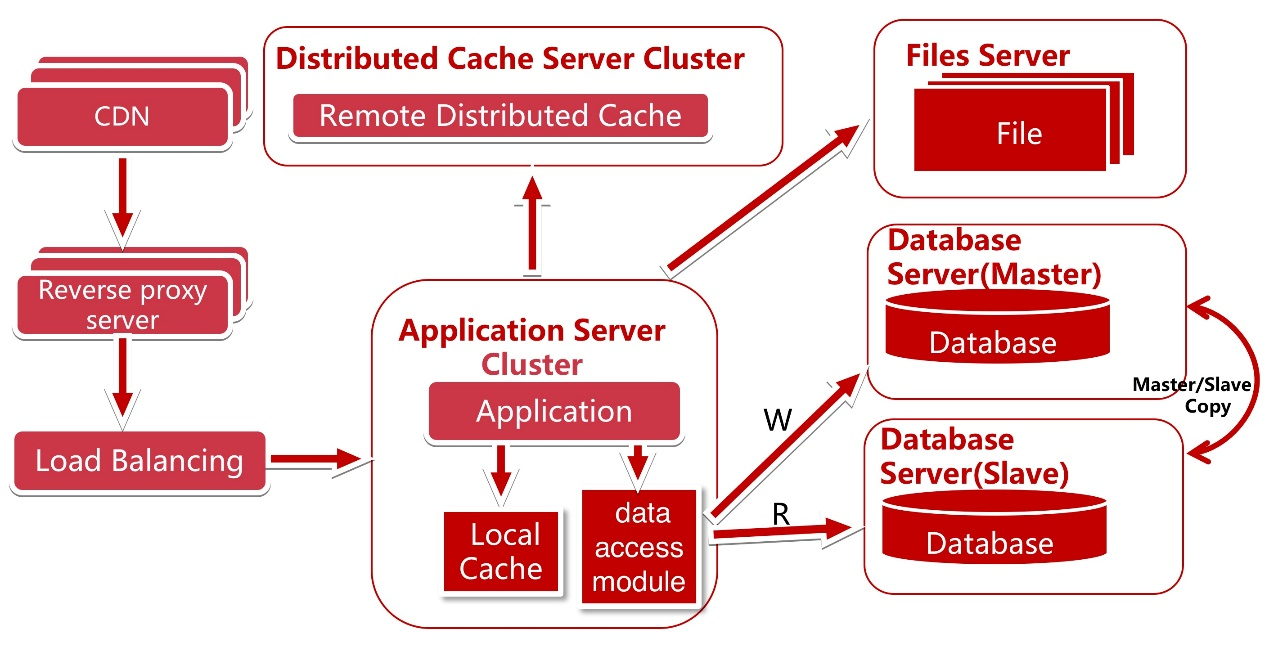 CDN
Reverse proxy
server
Load Balancing
Distributed Cache Server Cluster
Remote Distributed Cache
Application Server
Cluster
Application
Local
Cache
data
access
module
Files Server
File
Database
Server(Master)
Database
W
R
Master/Slave
Copy
Database
Server(Slave)
Database